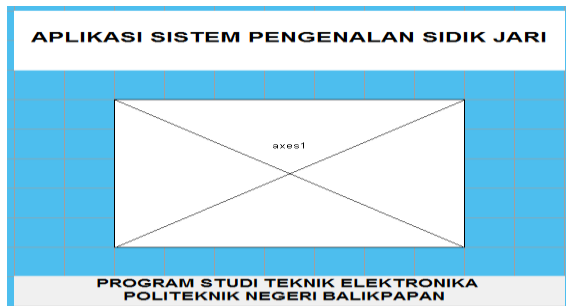 APLIKASI SISTEM PENGENALAN SIDIK JARI
axes1
PROGRAM STUDI TEKNIK ELEKTRONIKA
POLITEKNIK NEGERI BALIKPAPAN